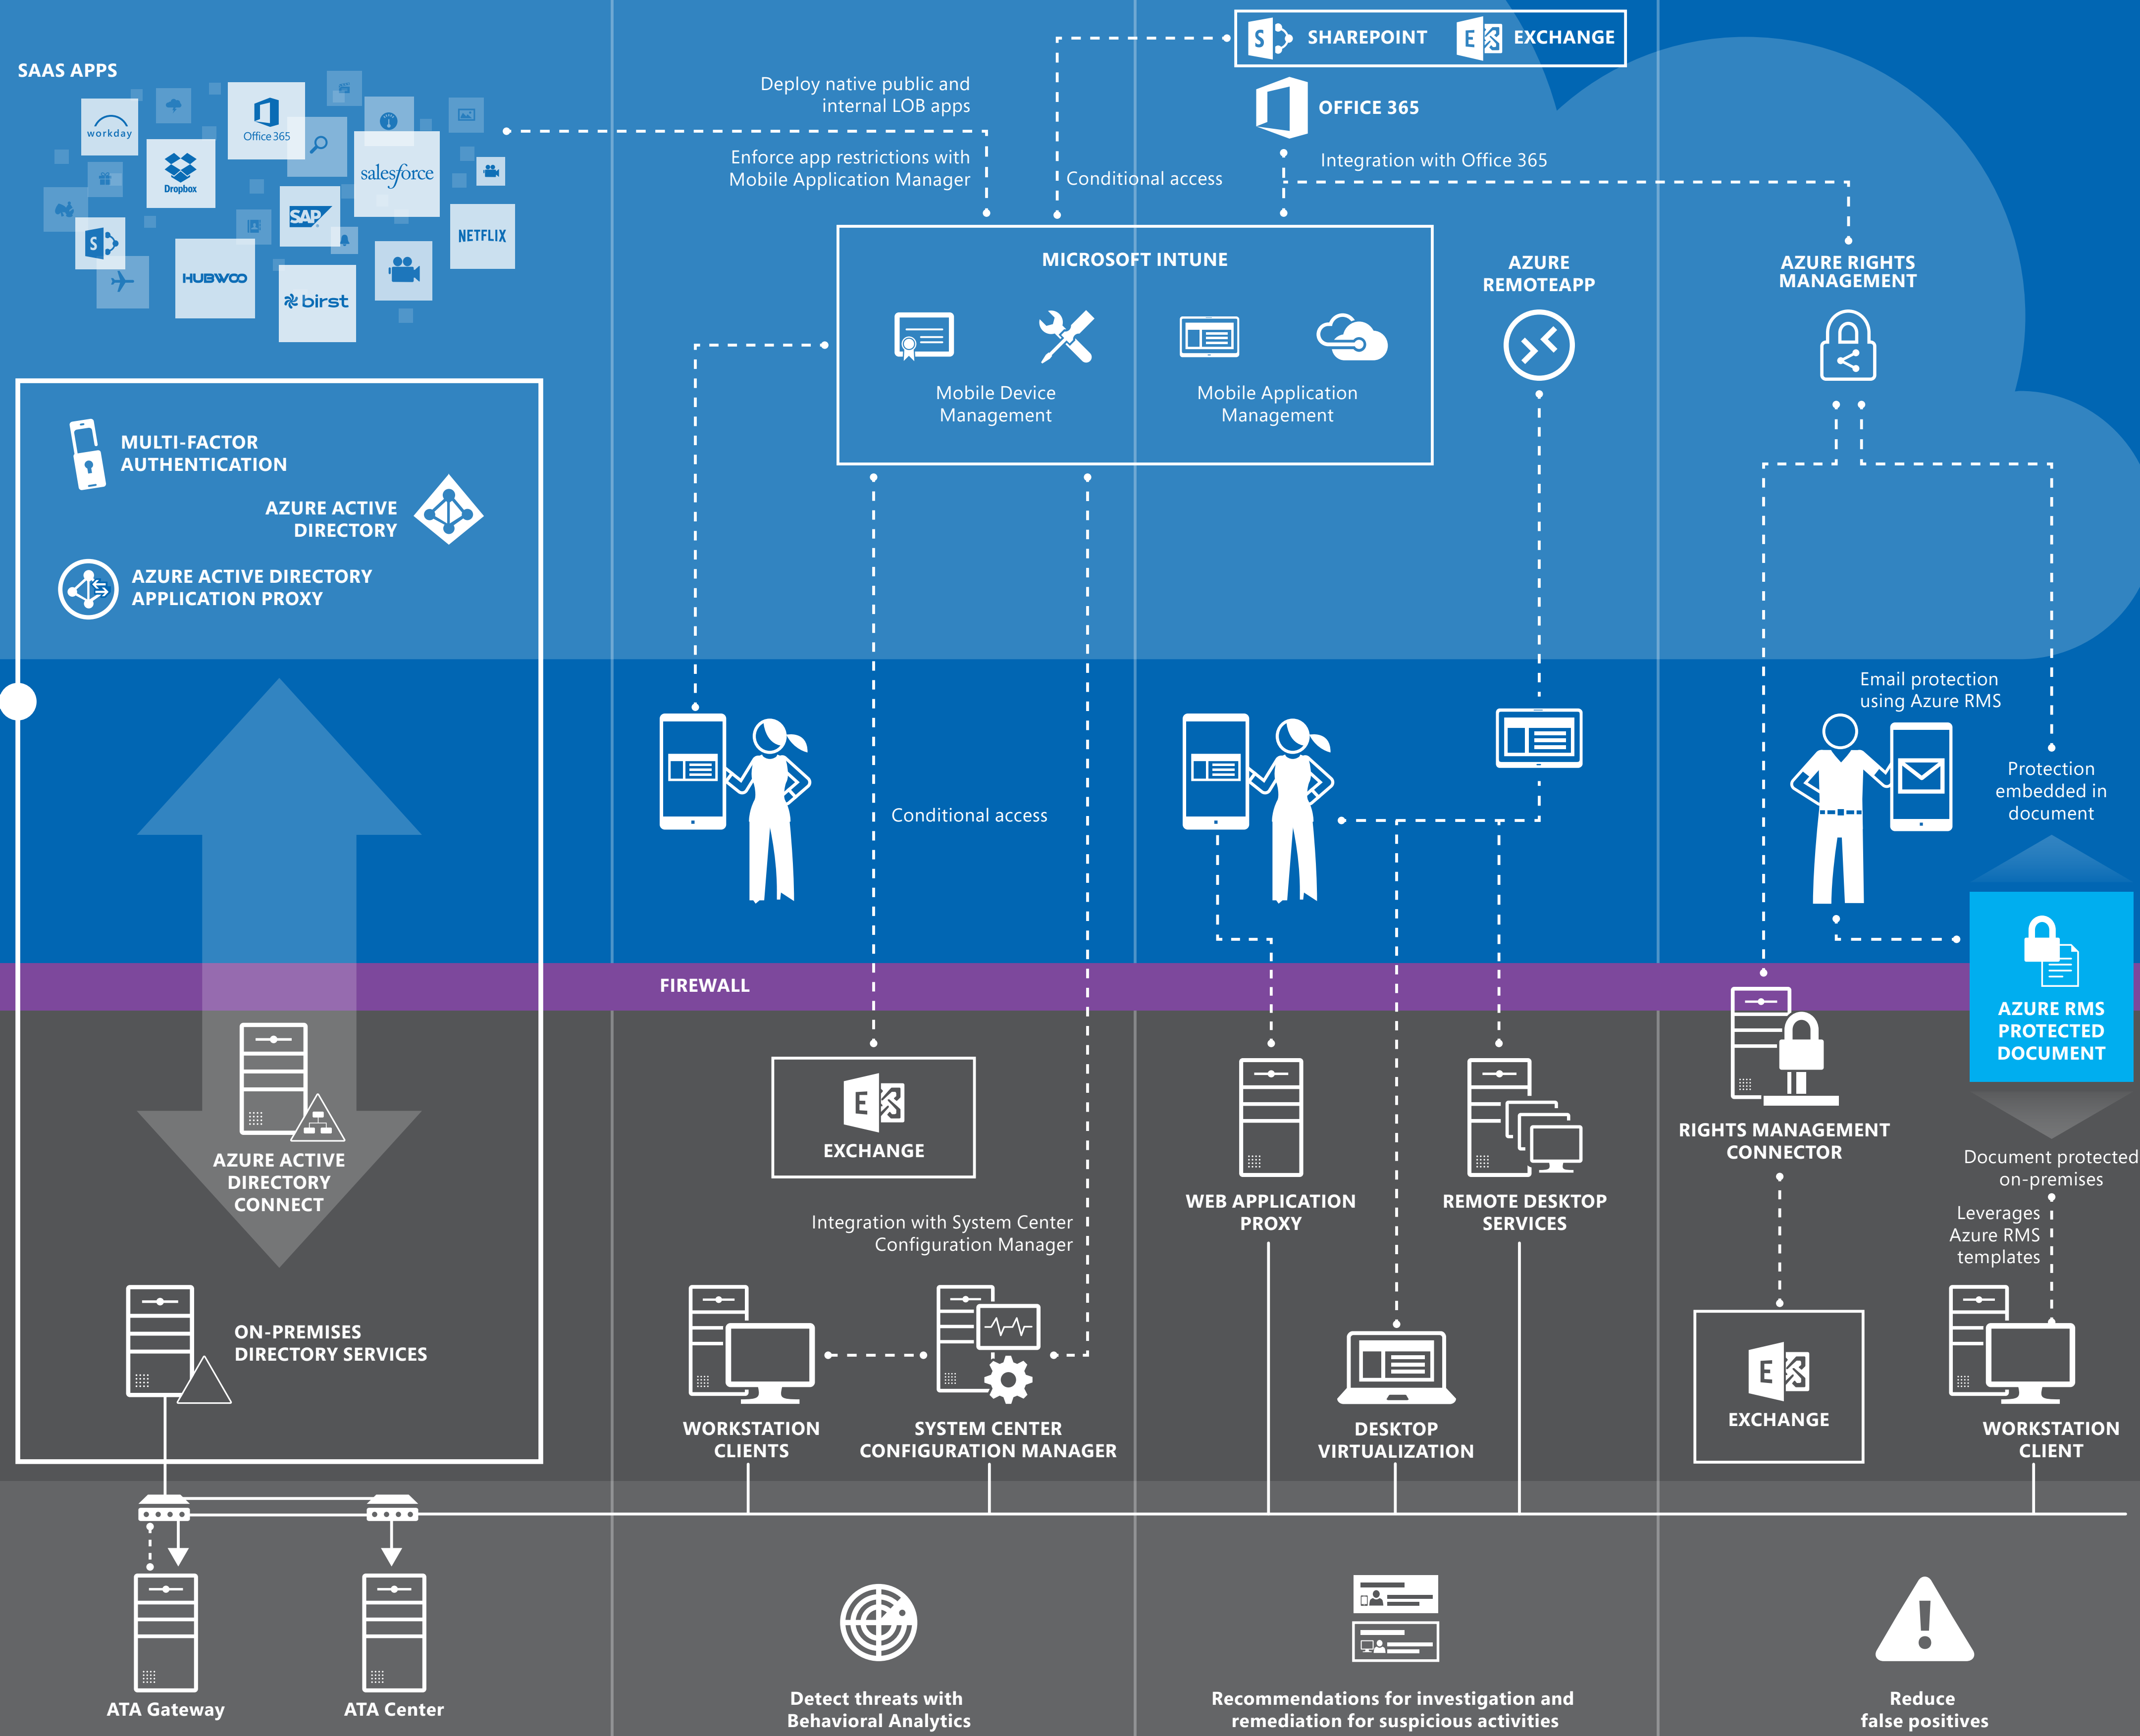 SAAS APPS
workday
Office 365
Dropbox
salesforce
SAP
S
NETFLIX
HUBWOO
birst
Deploy native public and
internal LOB apps
Enforce app restrictions with
Mobile Application Manager
Conditional access
S
SHAREPOINT
E
EXCHANGE
OFFICE 365
Integration with Office 365
MICROSOFT INTUNE
Mobile Device
Management
Mobile Application
Management
AZURE
REMOTEAPP
AZURE RIGHTS
MANAGEMENT
MULTI-FACTOR
AUTHENTICATION
AZURE ACTIVE
DIRECTORY
AZURE ACTIVE DIRECTORY
APPLICATION PROXY
Conditional access
Email protection
using Azure RMS
Protection
embedded in
document
FIREWALL
AZURE RMS
PROTECTED
DOCUMENT
AZURE ACTIVE
DIRECTORY
CONNECT
E
EXCHANGE
Integration with System Center
Configuration Manager
WEB APPLICATION
PROXY
REMOTE DESKTOP
SERVICES
RIGHTS MANAGEMENT
CONNECTOR
Document protected
on-premises
Leverages
Azure RMS
templates
ON-PREMISES
DIRECTORY SERVICES
WORKSTATION
CLIENTS
SYSTEM CENTER
CONFIGURATION MANAGER
DESKTOP
VIRTUALIZATION
E
EXCHANGE
WORKSTATION
CLIENT
ATA Gateway
ATA Center
Detect threats with
Behavioral Analytics
Recommendations for investigation and
remediation for suspicious activities
Reduce
false positives